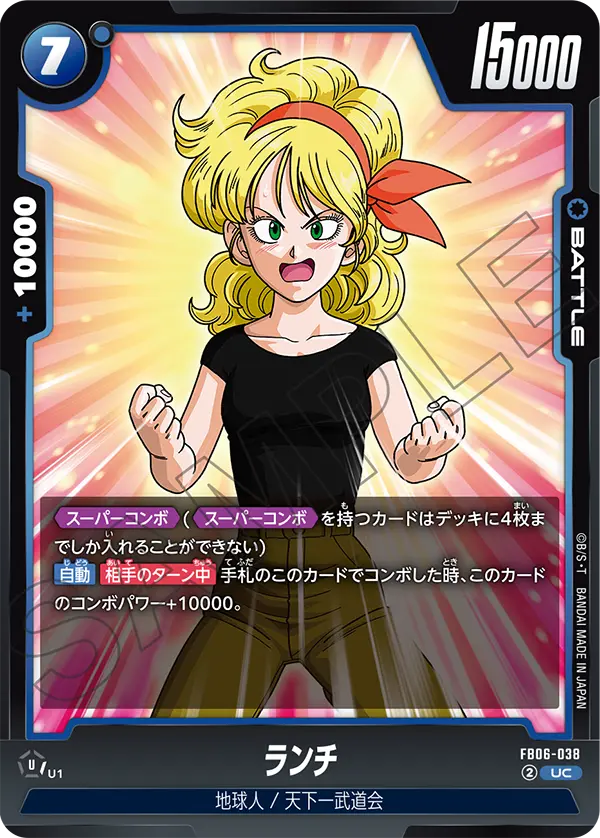 7
15000
+ 10000
BATTLE
SAMPLE
スーパーコンボ ( スーパーコンボ を持つカードはデッキに4枚ま
でしか入れることができない)
自動 相手のターン中 手札のこのカードでコンボした時、このカード
のコンボパワー+10000。
©B/S・T BANDAI MADE IN JAPAN
U U1
ランチ
FB06-038
2 UC
地球人 / 天下一武道会